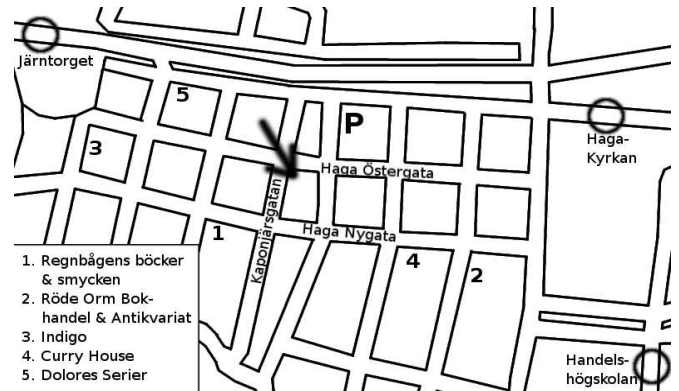 Järntorget
5
P
Haga-
Kyrkan
3
Haga Östergata
Kaponjärsgatan
1
Haga Nygata
4
2
1. Regnbågens böcker
& smycken
2. Röde Orm Bok-
handel & Antikvariat
3. Indigo
4. Curry House
5. Dolores Serier
Handels-
högskolan